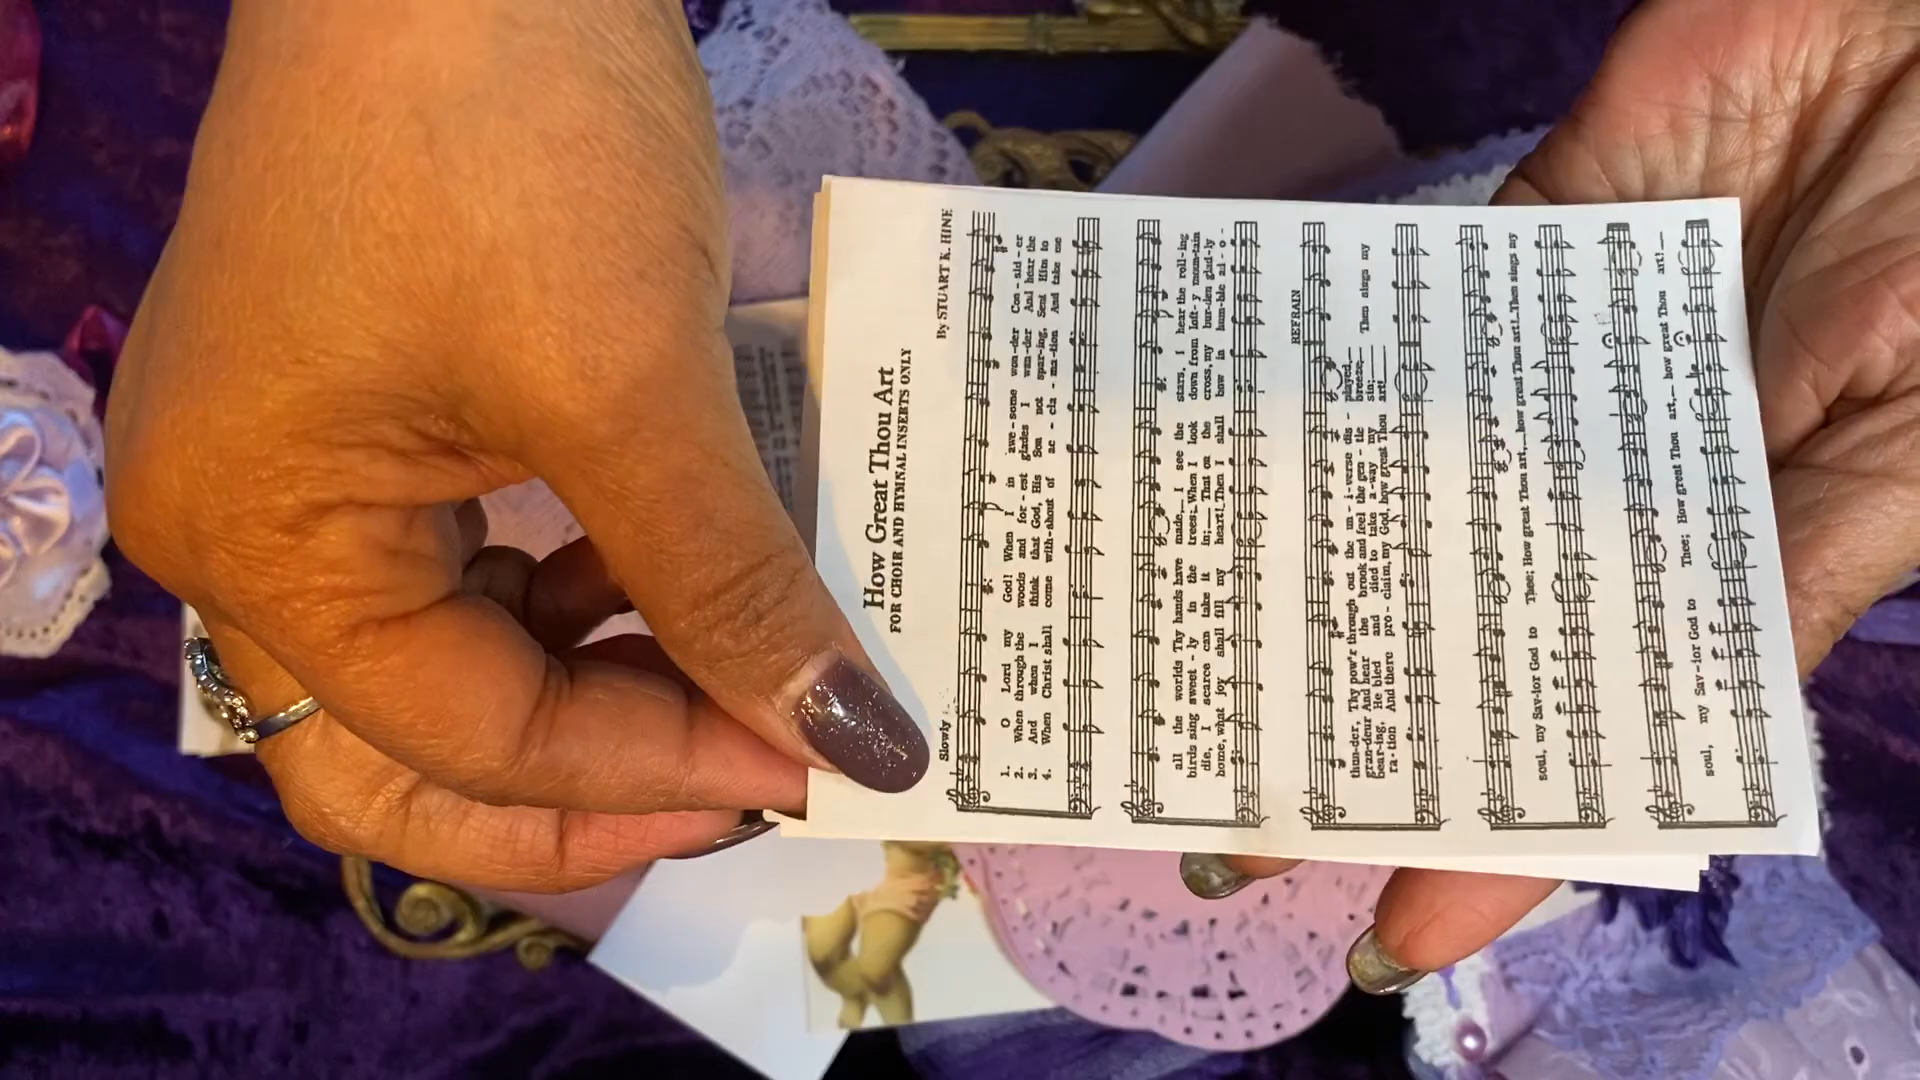 How Great Thou Art
FOR CHOIR AND HYMNAL INSERTS ONLY
By STUART K. HINE
Slowly
1. O Lord my God! When I in awe-some won-der Con-sid-er
2. When through the woods and for-est glades I wan-der And hear the
3. And when I think that God, His Son not spar-ing, Sent Him to
4. When Christ shall come with shout of ac-cla-ma-tion And take me
all the worlds Thy hands have made, I see the stars, I hear the roll-ing
birds sing sweet-ly in the trees; When I look down from loft-y moun-tain
die, I scarce can take it in; That on the cross, my bur-den glad-ly
home, what joy shall fill my heart! Then I shall bow in hum-ble ad-o-
REFRAIN
thun-der, Thy pow'r through out the un-i-verse dis-played. Then sings my
gran-deur And hear the brook and feel the gen-tle breeze;
bear-ing, He bled and died to take a-way my sin;
ra-tion And there pro-claim, my God, how great Thou art!
soul, my Sav-ior God to Thee; How great Thou art, how great Thou art! Then sings my
soul, my Sav-ior God to Thee; How great Thou art, how great Thou art!